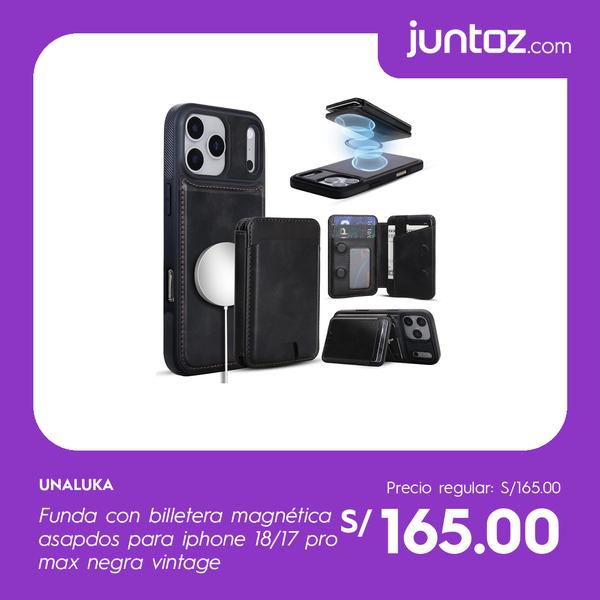 juntoz.com
UNALUKA
Precio regular: S/165.00
Funda con billetera magnética
asapdos para iphone 18/17 pro
max negra vintage
S/ 165.00